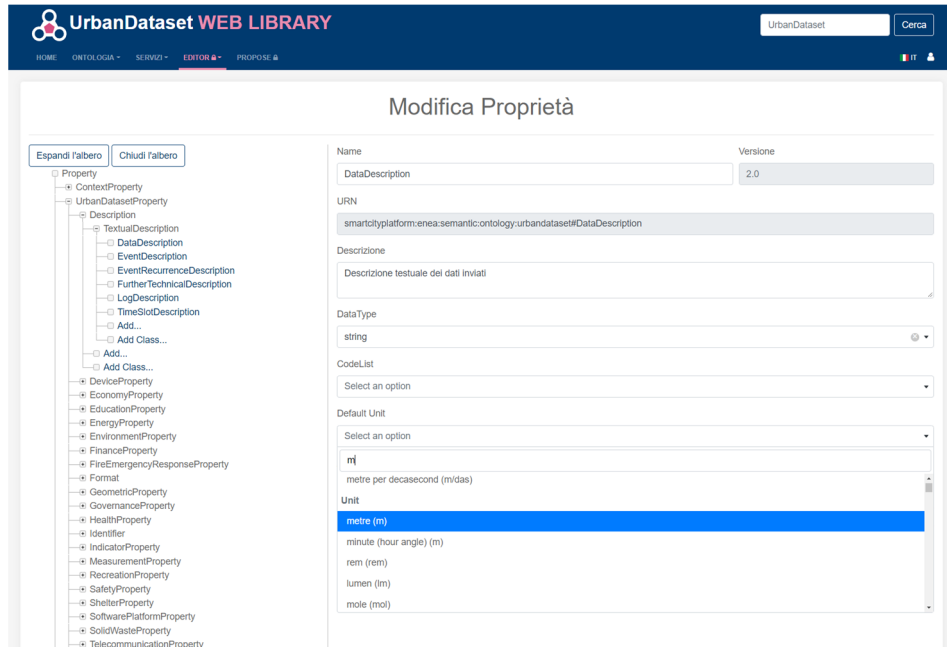 UrbanDataset WEB LIBRARY
UrbanDataset
Cerca
HOME ONTOLOGIA SERVIZI EDITOR PROPOSE IT
Modifica Proprietà
Espandi l'albero Chiudi l'albero
Property
ContextProperty
UrbanDatasetProperty
Description
TextualDescription
DataDescription
EventDescription
EventRecurrenceDescription
FurtherTechnicalDescription
LogDescription
TimeSlotDescription
Add...
Add Class...
Add...
Add Class...
DeviceProperty
EconomyProperty
EducationProperty
EnergyProperty
EnvironmentProperty
FinanceProperty
FireEmergencyResponseProperty
Format
GeometricProperty
GovernanceProperty
HealthProperty
Identifier
IndicatorProperty
MeasurementProperty
RecreationProperty
SafetyProperty
ShelterProperty
SoftwarePlatformProperty
SolidWasteProperty
TelecommunicationProperty
Name
DataDescription
Versione
2.0
URN
smartcityplatform:enea:semantic:ontology:urbandataset#DataDescription
Descrizione
Descrizione testuale dei dati inviati
DataType
string
CodeList
Select an option
Default Unit
Select an option
m
metre per decasecond (m/das)
Unit
metre (m)
minute (hour angle) (m)
rem (rem)
lumen (lm)
mole (mol)